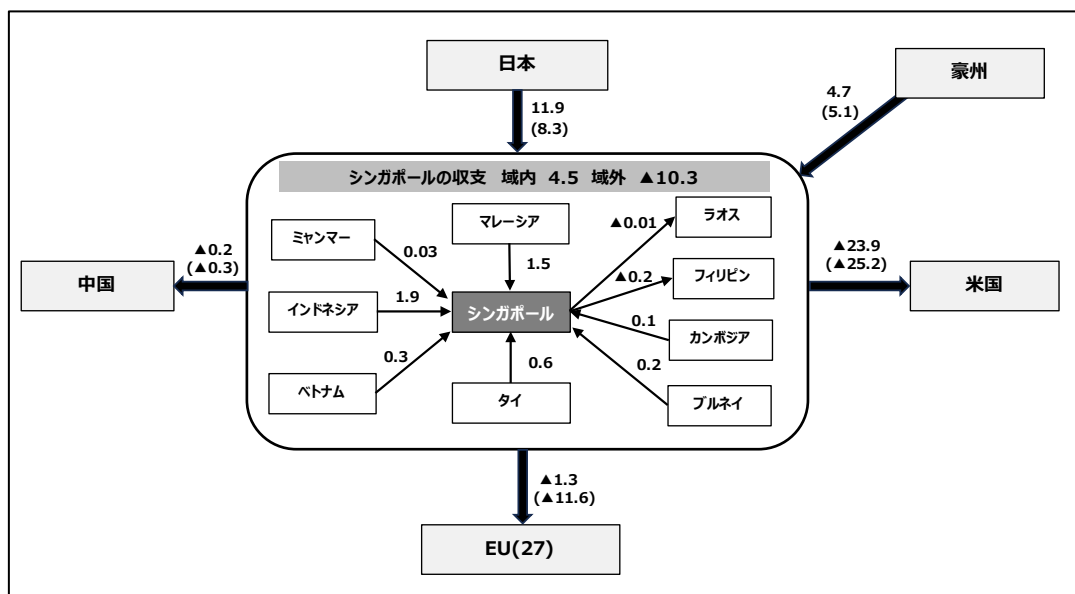 日本
豪州
11.9
(8.3)
4.7
(5.1)
シンガポールの収支 域内 4.5 域外 ▲10.3
ミャンマー
マレーシア
ラオス
0.03
1.5
▲0.01
▲0.2
(▲0.3)
中国
インドネシア
1.9
シンガポール
▲0.2
フィリピン
▲23.9
(▲25.2)
米国
0.1
カンボジア
0.3
0.6
0.2
ベトナム
タイ
ブルネイ
▲1.3
(▲11.6)
EU(27)